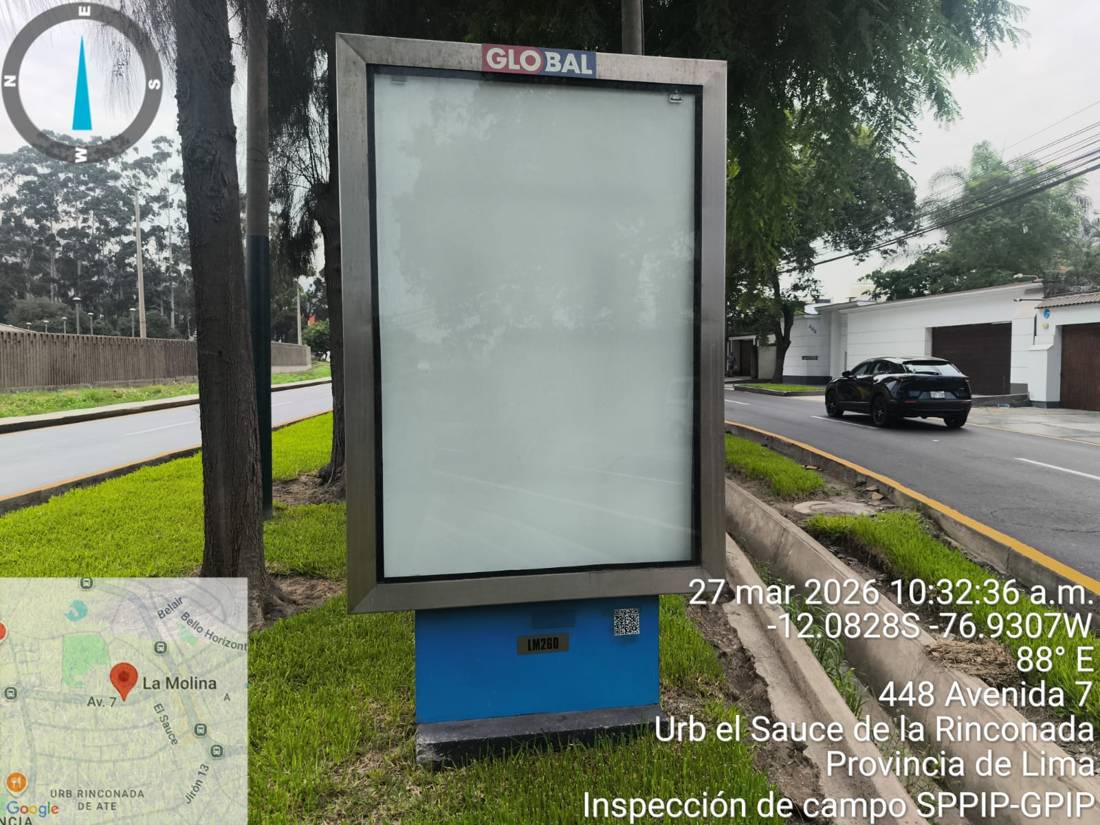 E
N
S
W
GLOBAL
LM260
27 mar 2026 10:32:36 a.m.
-12.0828S -76.9307W
88° E
448 Avenida 7
Urb el Sauce de la Rinconada
Provincia de Lima
Inspección de campo SPPIP-GPIP
Belair
Bello Horizont
La Molina
Av. 7
A
El Sauce
Jirón 13
URB RINCONADA
DE ATE
Google
NCIA